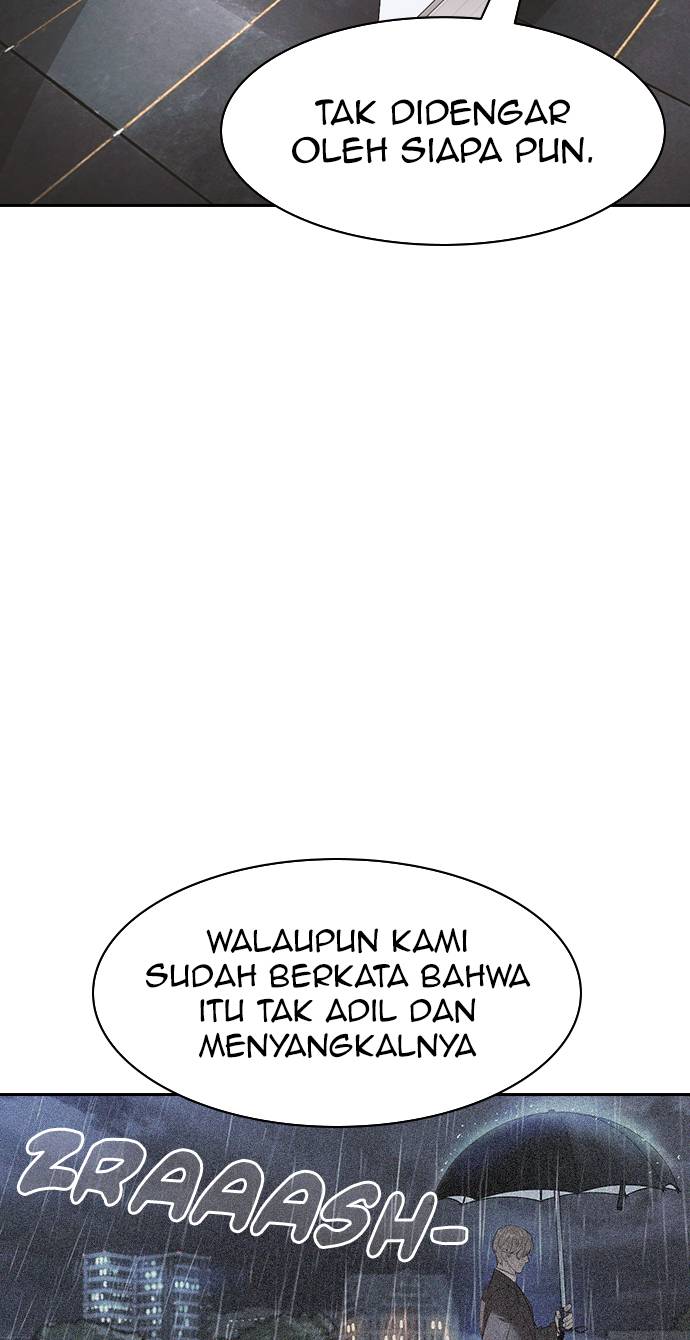 TAK DIDENGAR
OLEH SIAPA PUN.
WALAUPUN KAMI
SUDAH BERKATA BAHWA
ITU TAK ADIL DAN
MENYANGKALNYA
ZRAAASH-